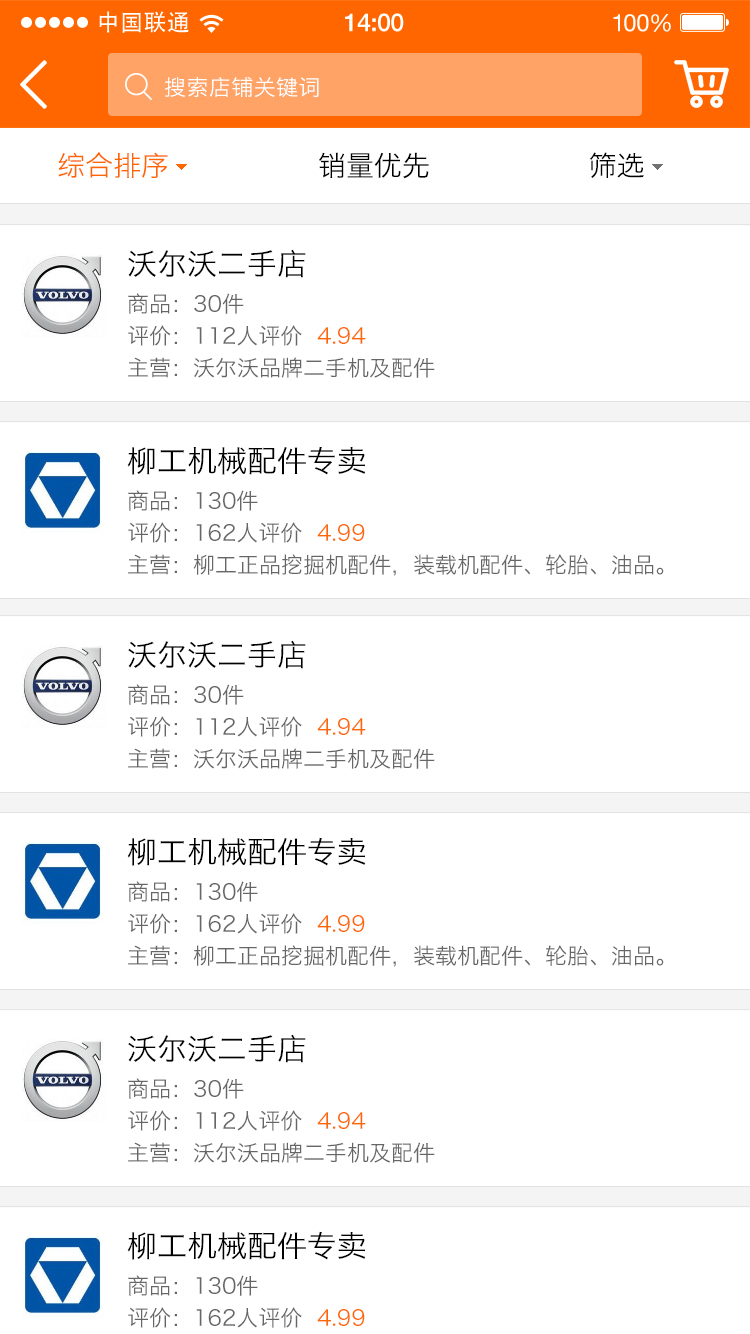 中国联通 14:00 100%
搜索店铺关键词
综合排序 销量优先 筛选
沃尔沃二手店
VOLVO
商品：30件
评价：112人评价 4.94
主营：沃尔沃品牌二手机及配件
柳工机械配件专卖
商品：130件
评价：162人评价 4.99
主营：柳工正品挖掘机配件，装载机配件、轮胎、油品。
沃尔沃二手店
VOLVO
商品：30件
评价：112人评价 4.94
主营：沃尔沃品牌二手机及配件
柳工机械配件专卖
商品：130件
评价：162人评价 4.99
主营：柳工正品挖掘机配件，装载机配件、轮胎、油品。
沃尔沃二手店
VOLVO
商品：30件
评价：112人评价 4.94
主营：沃尔沃品牌二手机及配件
柳工机械配件专卖
商品：130件
评价：162人评价 4.99